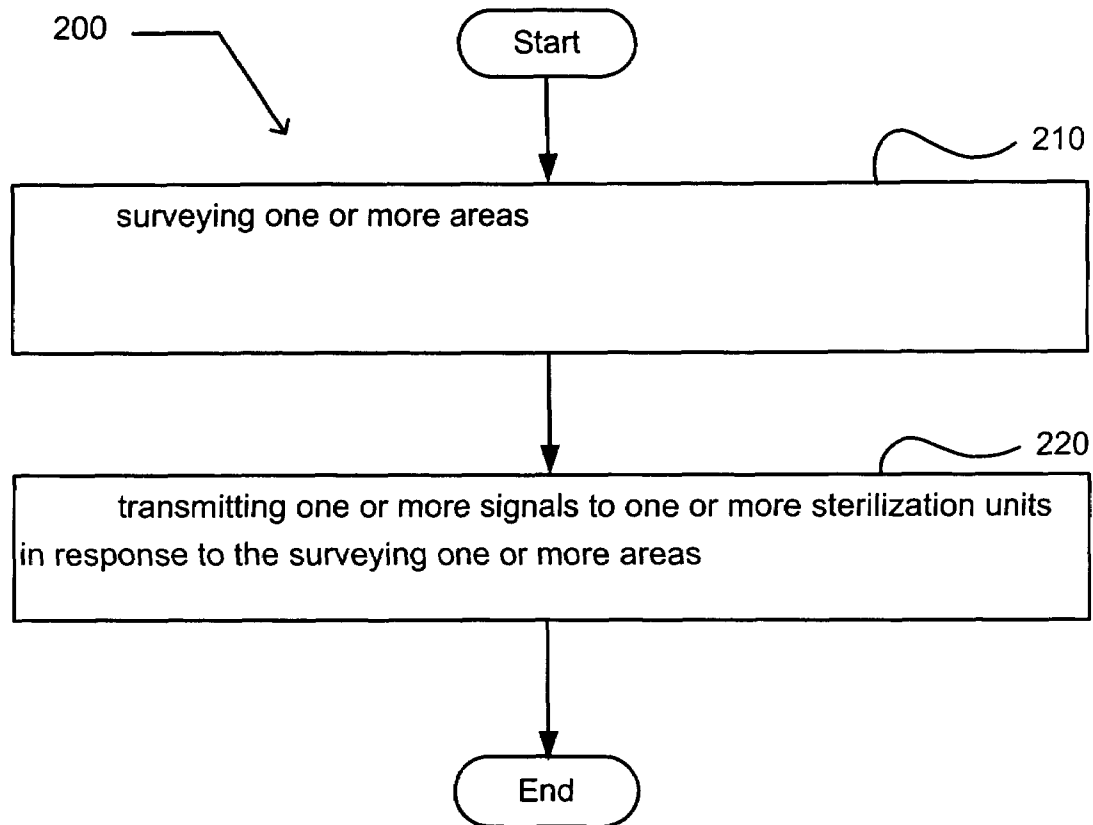 200
Start
210
surveying one or more areas
220
transmitting one or more signals to one or more sterilization units
in response to the surveying one or more areas
End